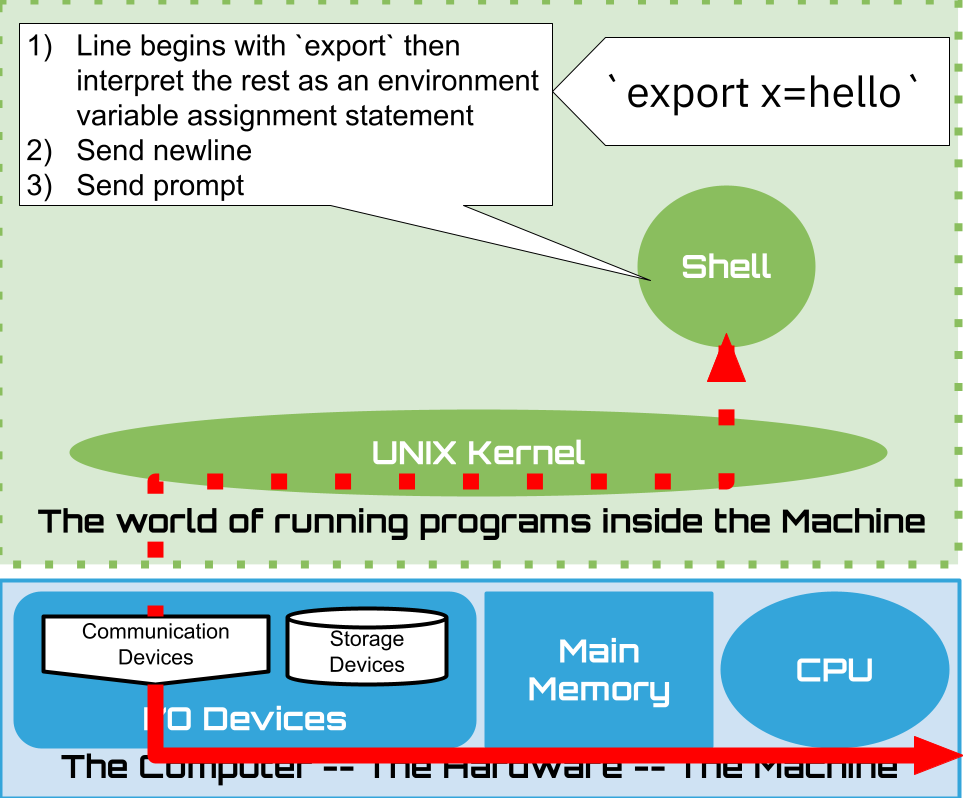 1) Line begins with `export` then
interpret the rest as an environment
variable assignment statement
2) Send newline
3) Send prompt
`export x=hello`
Shell
UNIX Kernel
The world of running programs inside the Machine
Communication
Devices
Storage
Devices
I/O Devices
Main
Memory
CPU
The Computer -- The Hardware -- The Machine